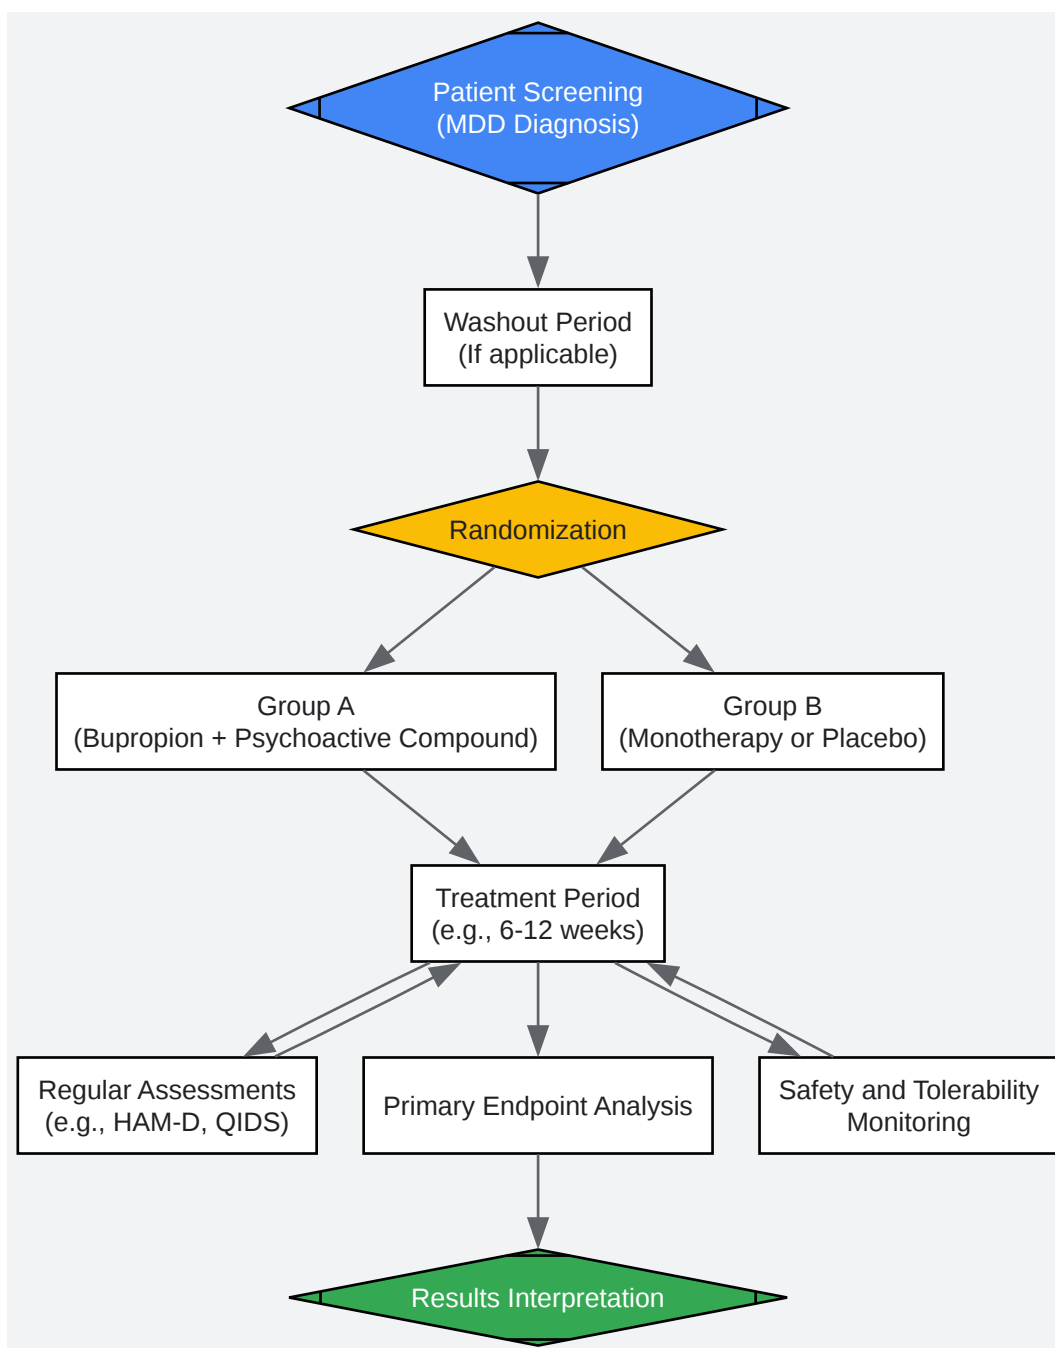 Patient Screening
(MDD Diagnosis)
Washout Period
(If applicable)
Randomization
Group A
(Bupropion + Psychoactive Compound)
Group B
(Monotherapy or Placebo)
Treatment Period
(e.g., 6-12 weeks)
Regular Assessments
(e.g., HAM-D, QIDS)
Primary Endpoint Analysis
Safety and Tolerability
Monitoring
Results Interpretation